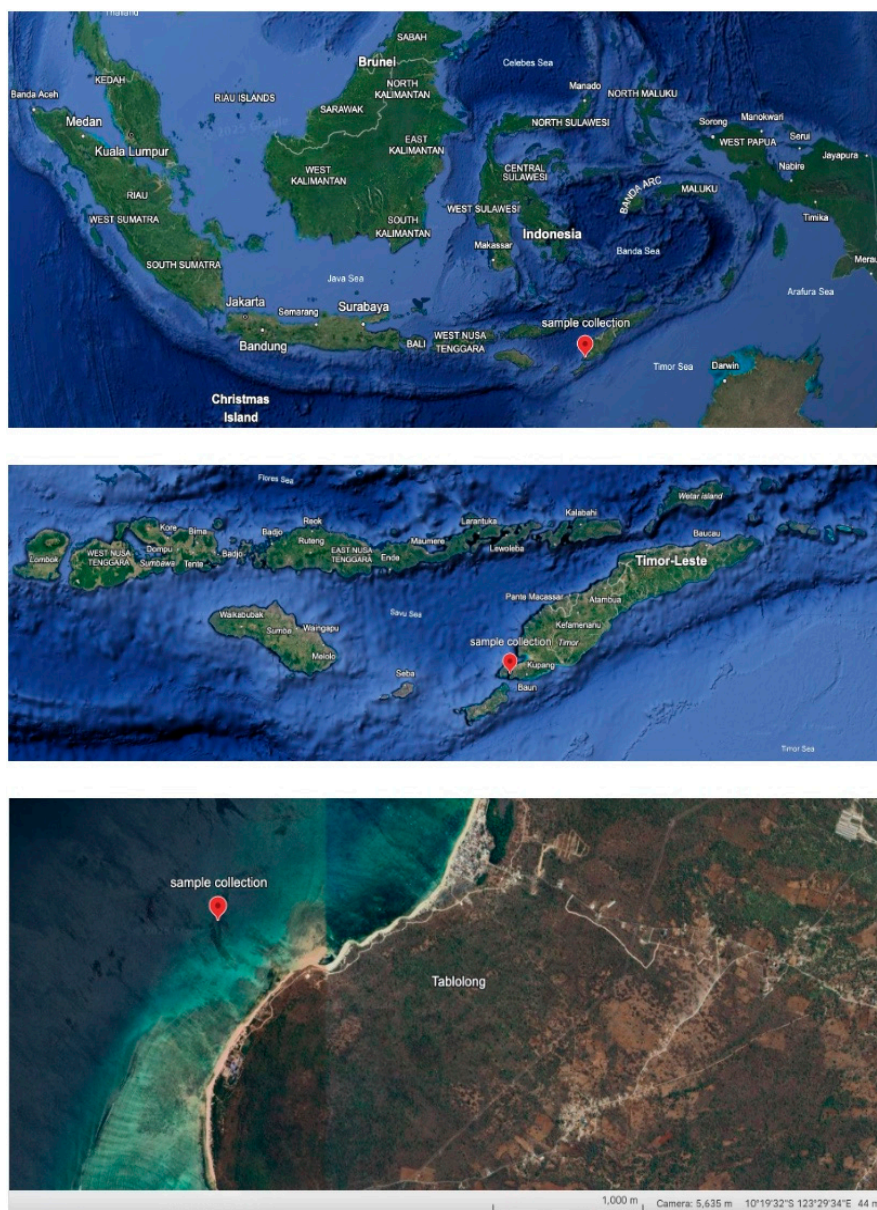 Thailand
SABAH
Brunei
Celebes Sea
KEDAH
Banda Aceh
RIAU ISLANDS
NORTH
KALIMANTAN
Manado
NORTH MALUKU
SARAWAK
Medan
Kuala Lumpur
NORTH SULAWESI
Sorong
Manokwari
WEST PAPUA
Serui
EAST
KALIMANTAN
Jayapura
WEST
KALIMANTAN
CENTRAL
SULAWESI
Nabire
RIAU
BANDA ARC
MALUKU
WEST SUMATRA
WEST SULAWESI
SOUTH
KALIMANTAN
Indonesia
Timika
Makassar
Banda Sea
SOUTH SUMATRA
Java Sea
Merau
Arafura Sea
Jakarta
Semarang
Surabaya
sample collection
Bandung
BALI
WEST NUSA
TENGGARA
Timor Sea
Darwin
Christmas
Island
Flores Sea
Wetar island
Kore
Bima
Badjo
Reok
Larantuka
Kalabahi
Baucau
Lombok
WEST NUSA
TENGGARA
Dompu
Sumbawa
Tente
Badjo
Ruteng
EAST NUSA
TENGGARA
Ende
Maumere
Lewoleba
Timor-Leste
Panta Macassar
Atambua
Savu Sea
Waikabubak
Sumba
Waingapu
Kefamenanu
Timor
sample collection
Melolo
Seba
Kupang
Baun
Timor Sea
sample collection
Tablolong
1,000 m
Camera: 5,635 m 10°19'32"S 123°29'34"E 44 m